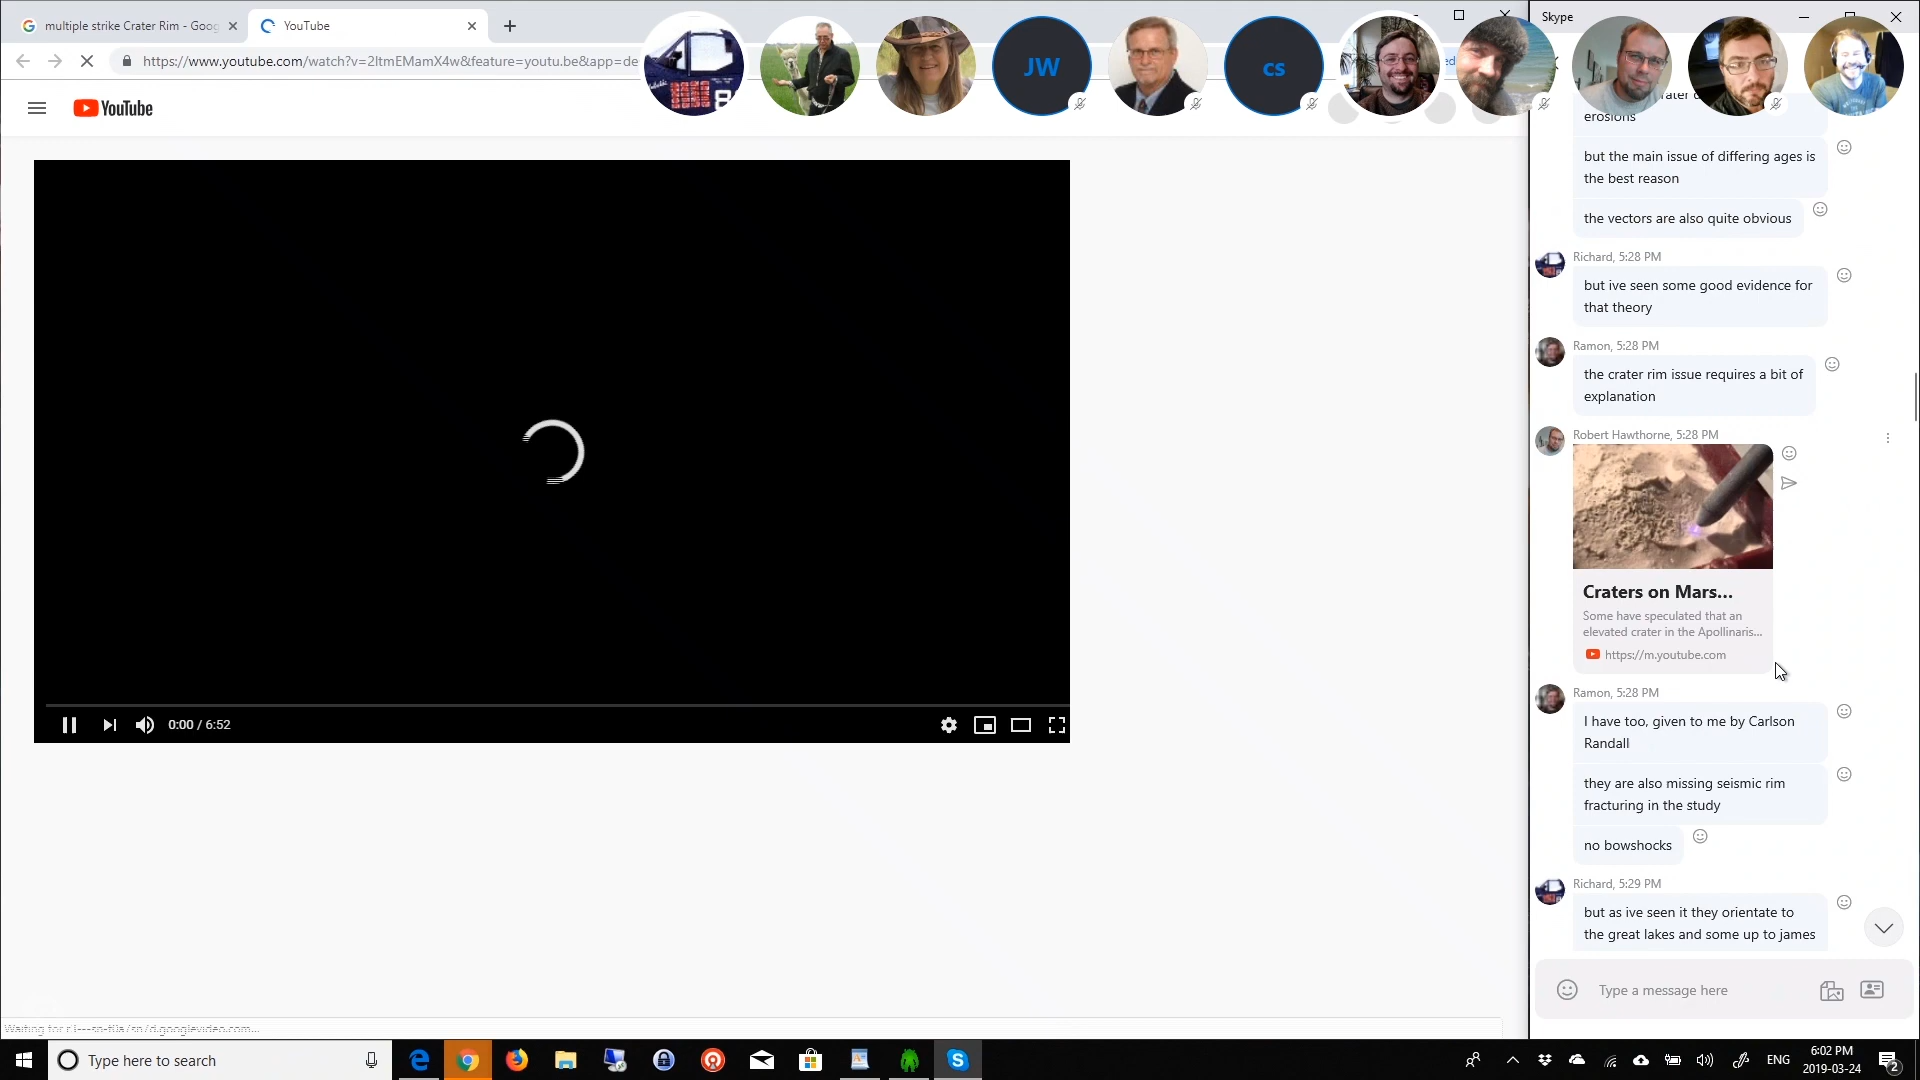 multiple strike Crater Rim - Goog
YouTube
Skype
https://www.youtube.com/watch?v=2ltmEMamX4w&feature=youtu.be&app=de
ed
YouTube
JW
cs
8
erosions
but the main issue of differing ages is
the best reason
the vectors are also quite obvious
Richard, 5:28 PM
but ive seen some good evidence for
that theory
Ramon, 5:28 PM
the crater rim issue requires a bit of
explanation
Robert Hawthorne, 5:28 PM
Craters on Mars...
Some have speculated that an
elevated crater in the Apollinaris...
https://m.youtube.com
Ramon, 5:28 PM
I have too, given to me by Carlson
Randall
they are also missing seismic rim
fracturing in the study
no bowshocks
Richard, 5:29 PM
but as ive seen it they orientate to
the great lakes and some up to james
Type a message here
0:00 / 6:52
Type here to search
ENG
6:02 PM
2019-03-24
2